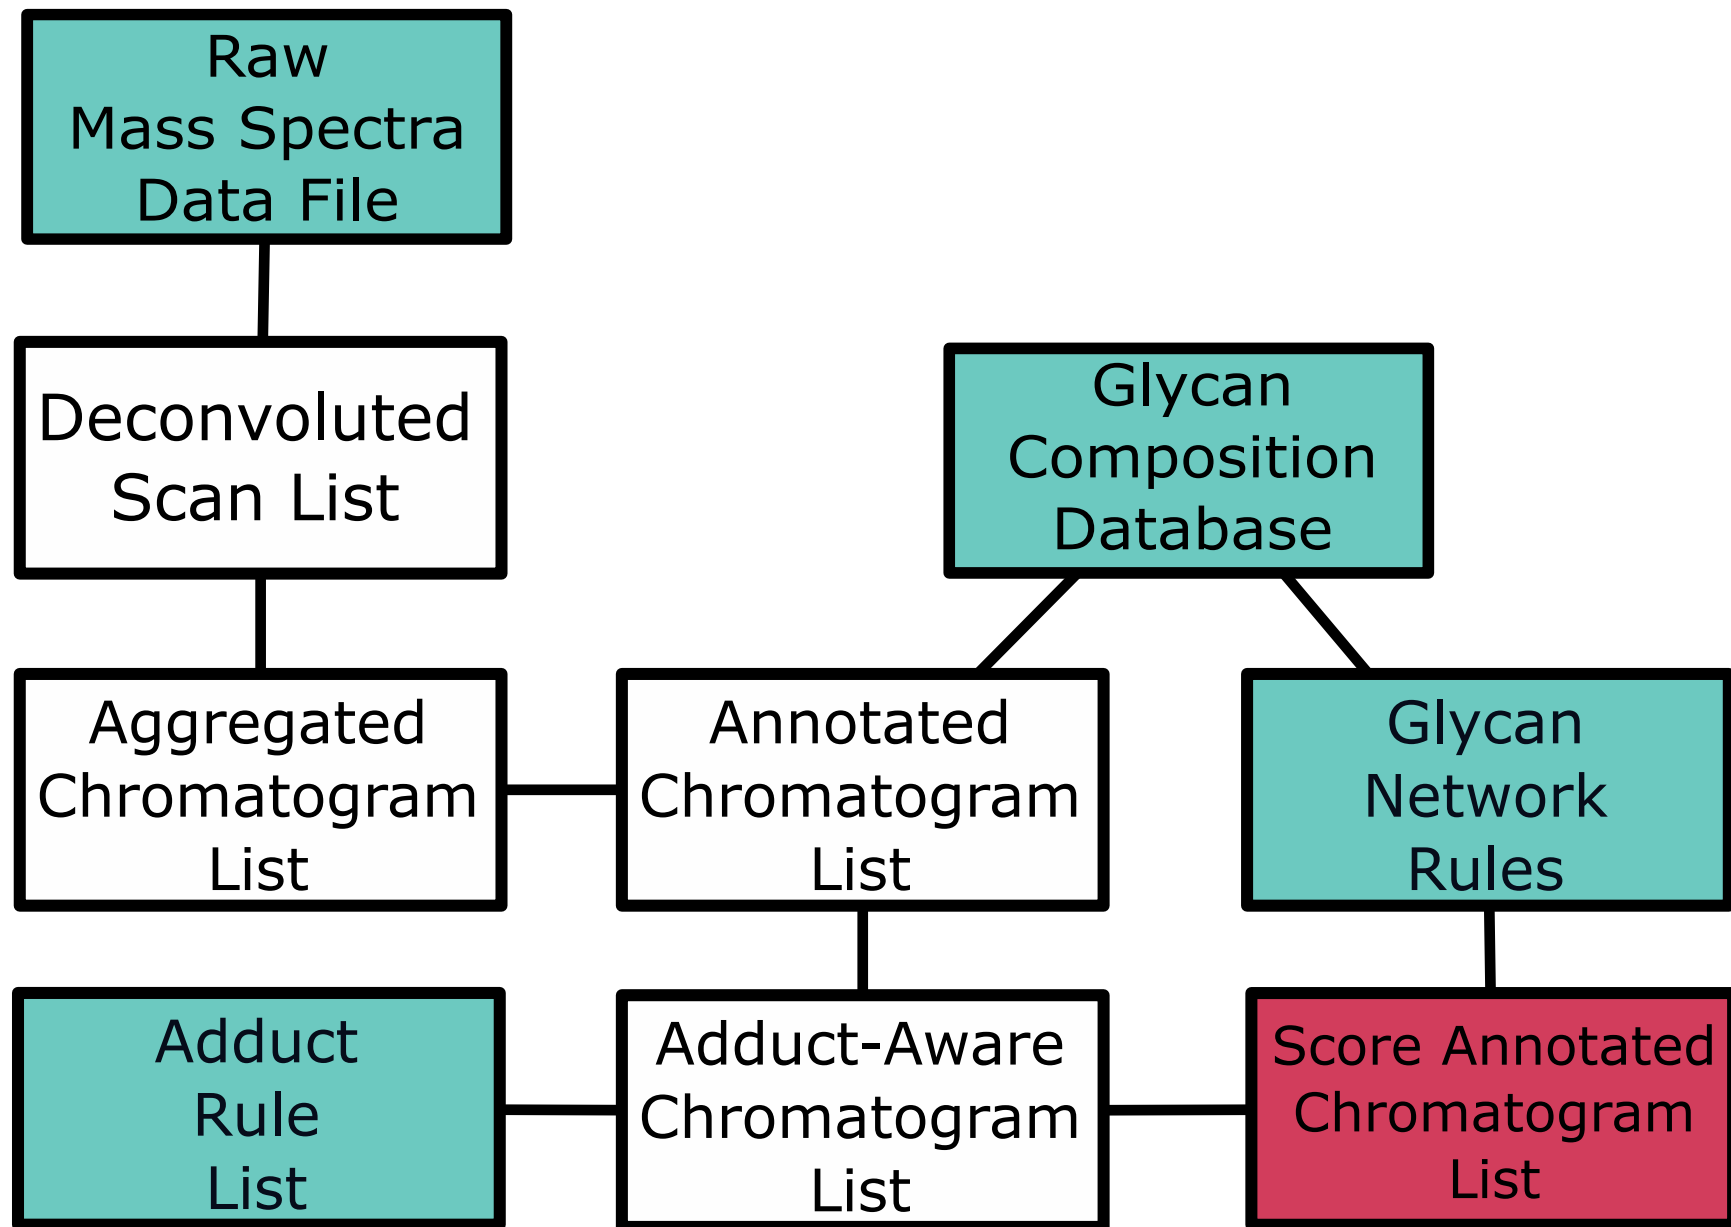 Raw
Mass Spectra
Data File
Deconvoluted
Scan List
Glycan
Composition
Database
Aggregated
Chromatogram
List
Annotated
Chromatogram
List
Glycan
Network
Rules
Adduct
Rule
List
Adduct-Aware
Chromatogram
List
Score Annotated
Chromatogram
List